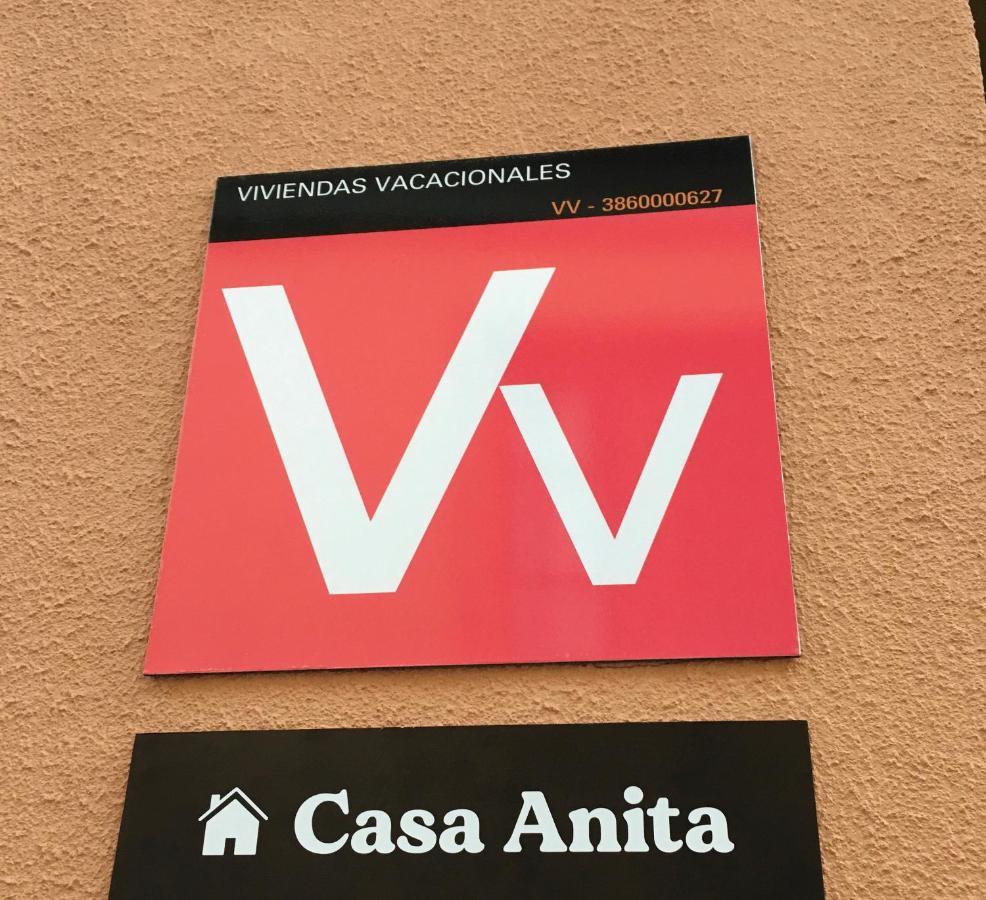 VIVIENDAS VACACIONALES
VV - 3860000627
Vv
Casa Anita